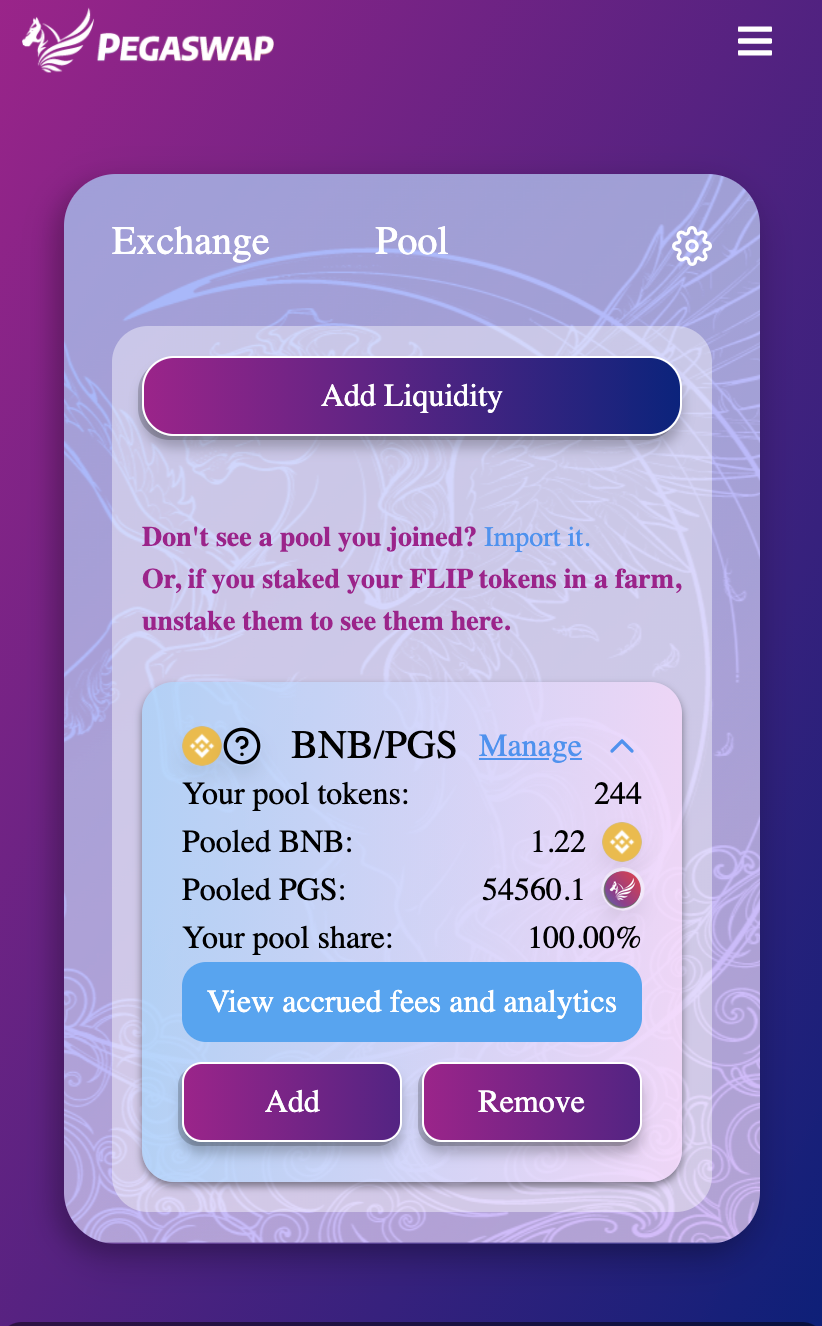 PEGASWAP
Exchange Pool
Add Liquidity
Don't see a pool you joined? Import it.
Or, if you staked your FLIP tokens in a farm,
unstake them to see them here.
? BNB/PGS Manage
Your pool tokens: 244
Pooled BNB: 1.22
Pooled PGS: 54560.1
Your pool share: 100.00%
View accrued fees and analytics
Add Remove